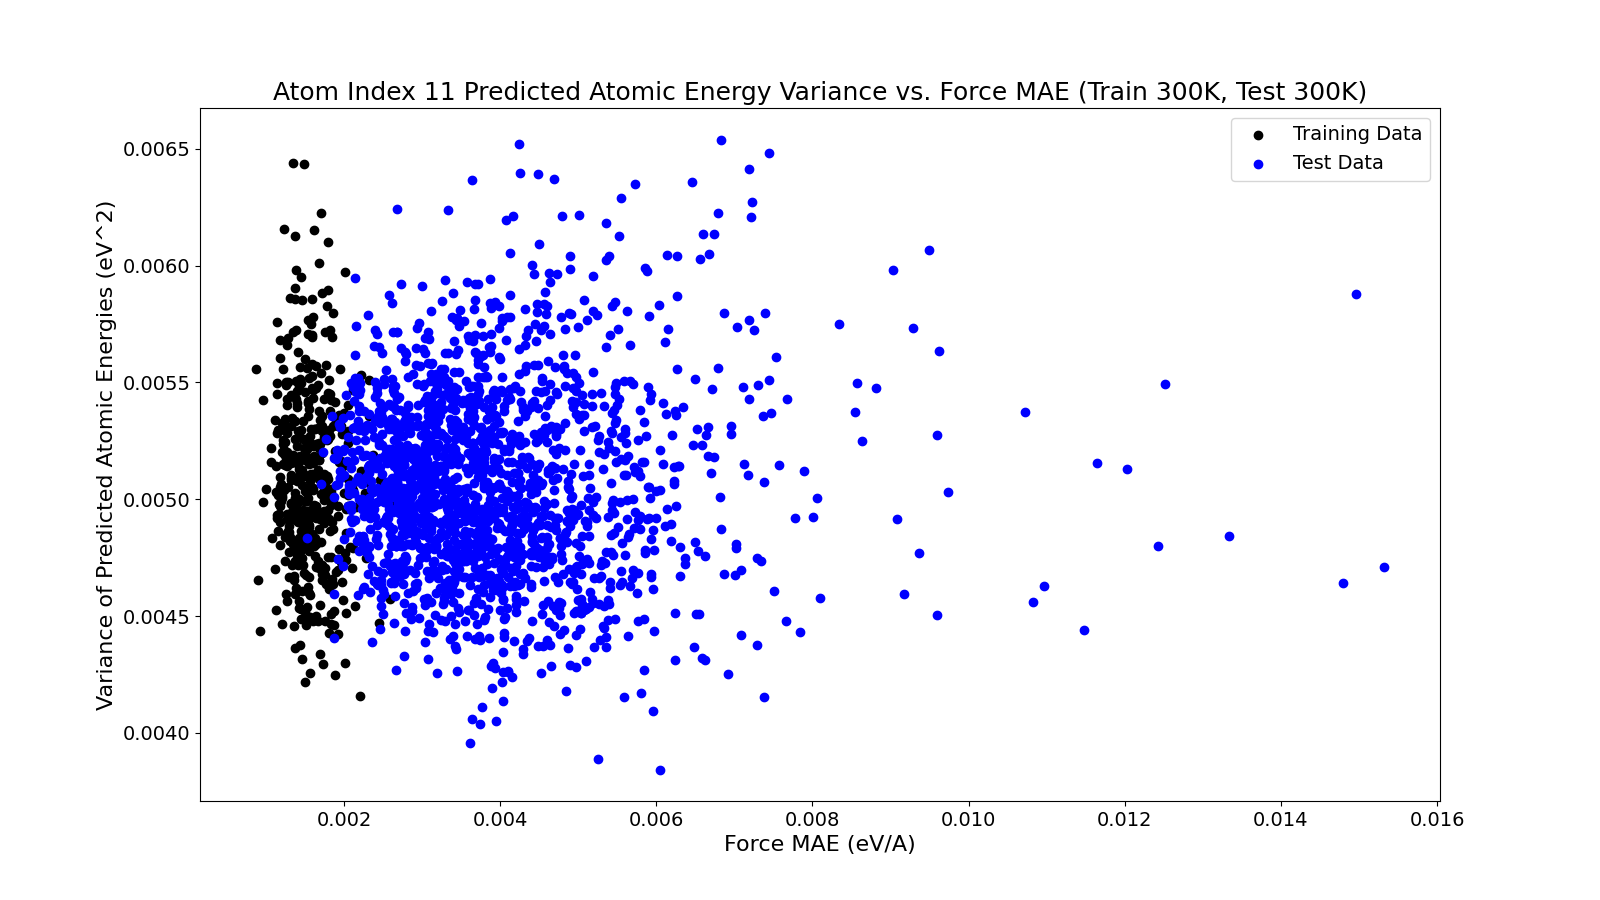 Atom Index 11 Predicted Atomic Energy Variance vs. Force MAE (Train 300K, Test 300K)
Training Data
Test Data
Variance of Predicted Atomic Energies (eV^2)
0.0065
0.0060
0.0055
0.0050
0.0045
0.0040
0.002 0.004 0.006 0.008 0.010 0.012 0.014 0.016
Force MAE (eV/A)